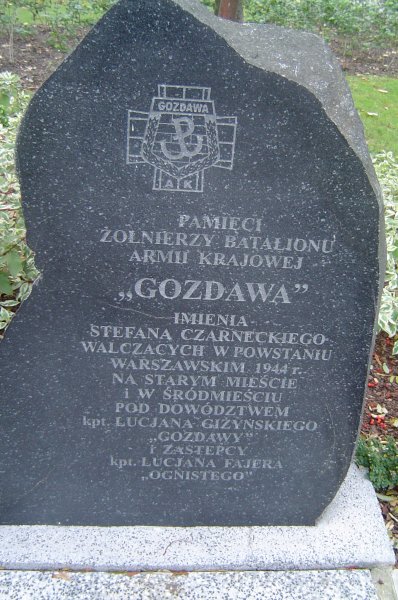 GOZDAWA
A K
PAMIĘCI
ŻOŁNIERZY BATALIONU
ARMII KRAJOWEJ
„GOZDAWA”
IMIENIA
STEFANA CZARNECKIEGO
WALCZĄCYCH W POWSTANIU
WARSZAWSKIM 1944 r.
NA STARYM MIEŚCIE
i W ŚRÓDMIEŚCIU
POD DOWÓDZTWEM
kpt. LUCJANA GIŻYŃSKIEGO
„GOZDAWY”
i ZASTĘPCY
kpt. LUCJANA FAJERA
„OGNISTEGO”